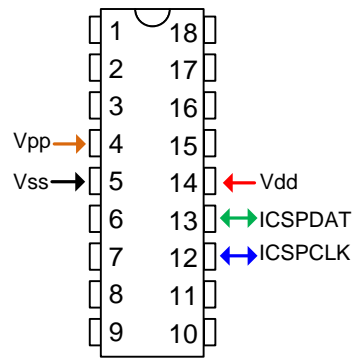 1 18
2 17
3 16
Vpp 4 15
Vss 5 14 Vdd
6 13 ICSPDAT
7 12 ICSPCLK
8 11
9 10